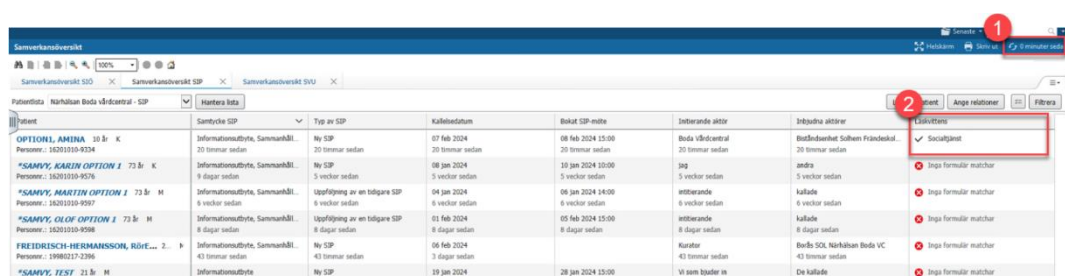 1
Senaste
Samverkansöversikt
Helskärm Skriv ut 0 minuter seda
100%
Samverkansöversikt SIÖ Samverkansöversikt SIP Samverkansöversikt SVU
Patientlista Närhälsan Boda vårdcentral - SIP Hantera lista 2 Ange relationer Filtrera
Patient Samtycke SIP Typ av SIP Kallelsedatum Bokat SIP-möte Initierande aktör Inbjudna aktörer Läskvittens
OPTION1, AMINA 10 år K Informationsutbyte, Sammanhåll... Ny SIP 07 feb 2024 08 feb 2024 15:00 Boda Vårdcentral Biståndsenhet Solhem Frändeskol... Socialtjänst
Personnr.: 16201010-9334 20 timmar sedan 20 timmar sedan 20 timmar sedan 20 timmar sedan 20 timmar sedan 20 timmar sedan
*SAMVY, KARIN OPTION 1 73 år K Informationsutbyte, Sammanhåll... Ny SIP 08 jan 2024 10 jan 2024 10:00 jag andra Inga formulär matchar
Personnr.: 16201010-9576 9 dagar sedan 5 veckor sedan 5 veckor sedan 5 veckor sedan 5 veckor sedan 5 veckor sedan
*SAMVY, MARTIN OPTION 1 73 år M Informationsutbyte, Sammanhåll... Uppföljning av en tidigare SIP 04 jan 2024 06 jan 2024 14:00 intitierande kallade Inga formulär matchar
Personnr.: 16201010-9597 6 veckor sedan 6 veckor sedan 6 veckor sedan 6 veckor sedan 6 veckor sedan 6 veckor sedan
*SAMVY, OLOF OPTION 1 73 år M Informationsutbyte, Sammanhåll... Uppföljning av en tidigare SIP 01 feb 2024 05 feb 2024 15:00 intitierande kallade Inga formulär matchar
Personnr.: 16201010-9598 8 dagar sedan 8 dagar sedan 8 dagar sedan 8 dagar sedan 8 dagar sedan 8 dagar sedan
FREIDRISCH-HERMANSSON, RörE... 2... Informationsutbyte, Sammanhåll... Ny SIP 06 feb 2024 Kurator Borås SÖL Närhälsan Boda VC Inga formulär matchar
Personnr.: 19980217-2396 43 timmar sedan 43 timmar sedan 3 dagar sedan 43 timmar sedan 43 timmar sedan
*SAMVY, TEST 21 år M Informationsutbyte Ny SIP 19 jan 2024 28 jan 2024 15:00 Vi som bjuder in De kallade Inga formulär matchar